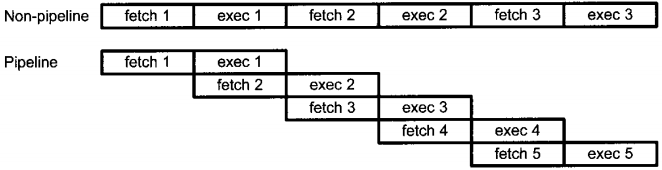 Non-pipeline fetch 1 exec 1 fetch 2 exec 2 fetch 3 exec 3
Pipeline fetch 1 exec 1
fetch 2 exec 2
fetch 3 exec 3
fetch 4 exec 4
fetch 5 exec 5